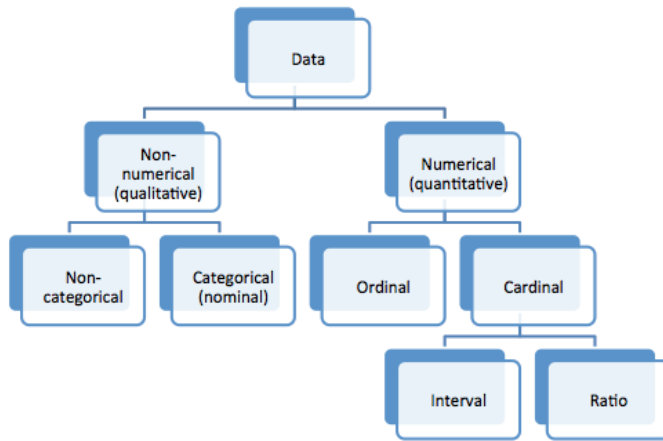 Data
Non-
numerical
(qualitative)
Numerical
(quantitative)
Non-
categorical
Categorical
(nominal)
Ordinal
Cardinal
Interval
Ratio